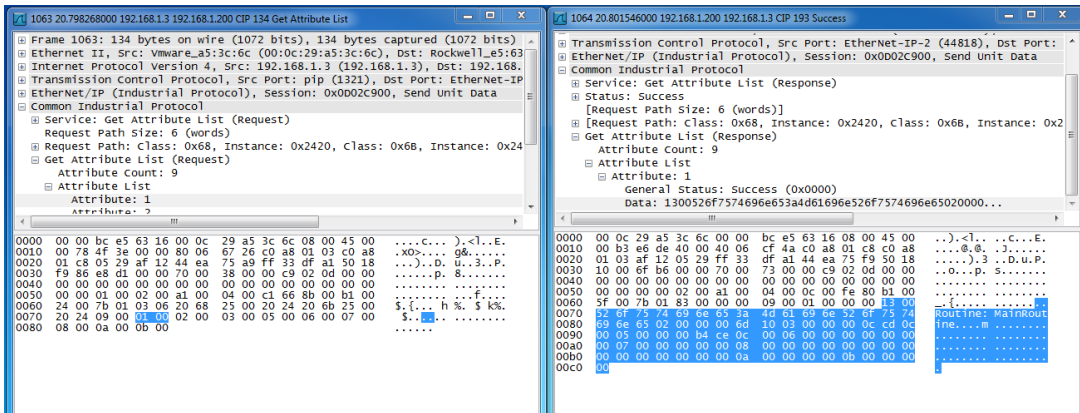 1063 20.798268000 192.168.1.3 192.168.1.200 CIP 134 Get Attribute List
Frame 1063: 134 bytes on wire (1072 bits), 134 bytes captured (1072 bits)
Ethernet II, Src: Vmware_a5:3c:6c (00:0c:29:a5:3c:6c), Dst: Rockwell_e5:63
Internet Protocol Version 4, Src: 192.168.1.3 (192.168.1.3), Dst: 192.168.
Transmission Control Protocol, Src Port: pip (1321), Dst Port: EtherNet-IP
EtherNet/IP (Industrial Protocol), Session: 0x0D02C900, Send Unit Data
Common Industrial Protocol
Service: Get Attribute List (Request)
Request Path Size: 6 (words)
Request Path: Class: 0x68, Instance: 0x2420, Class: 0x6B, Instance: 0x24
Get Attribute List (Request)
Attribute Count: 9
Attribute List
Attribute: 1
Attribute: 2
0000 00 00 bc e5 63 16 00 0c 29 a5 3c 6c 08 00 45 00 ....c... ).<l..E.
0010 00 78 4f 3e 00 00 80 06 67 26 c0 a8 01 03 c0 a8 .xO>.... g&......
0020 01 c8 05 29 af 12 44 ea 75 a9 ff 33 df a1 50 18 ...)..D. u..3..P.
0030 f9 86 e8 d1 00 00 70 00 38 00 00 c9 02 0d 00 00 ......p. 8.......
0040 00 00 00 00 00 00 00 00 00 00 00 00 00 00 00 00 ........ ........
0050 00 00 01 00 02 00 a1 00 04 00 c1 66 8b 00 b1 00 ........ ...f....
0060 24 00 7b 01 03 06 20 68 25 00 20 24 20 6b 25 00 $.{... h %. $ k%.
0070 20 24 09 00 01 00 02 00 03 00 05 00 06 00 07 00 $...... ........
0080 08 00 0a 00 0b 00 ......
1064 20.801546000 192.168.1.200 192.168.1.3 CIP 193 Success
Transmission Control Protocol, Src Port: EtherNet-IP-2 (44818), Dst Port:
EtherNet/IP (Industrial Protocol), Session: 0x0D02C900, Send Unit Data
Common Industrial Protocol
Service: Get Attribute List (Response)
Status: Success
[Request Path Size: 6 (words)]
[Request Path: Class: 0x68, Instance: 0x2420, Class: 0x6B, Instance: 0x2
Get Attribute List (Response)
Attribute Count: 9
Attribute List
Attribute: 1
General Status: Success (0x0000)
Data: 1300526f7574696e653a4d61696e526f7574696e65020000...
0000 00 0c 29 a5 3c 6c 00 00 bc e5 63 16 08 00 45 00 ..).<l.. ..c...E.
0010 00 b3 e6 de 40 00 40 06 cf 4a c0 a8 01 c8 c0 a8 ....@.@. .J......
0020 01 03 af 12 05 29 ff 33 df a1 44 ea 75 f9 50 18 .....).3 ..D.u.P.
0030 10 00 6f b6 00 00 70 00 73 00 00 c9 02 0d 00 00 ..o...p. s.......
0040 00 00 00 00 00 00 00 00 00 00 00 00 00 00 00 00 ........ ........
0050 00 00 00 00 02 00 a1 00 04 00 0c 00 fe 80 b1 00 ........ ........
0060 5f 00 7b 01 83 00 00 00 09 00 01 00 00 00 13 00 _.{..... ........
0070 52 6f 75 74 69 6e 65 3a 4d 61 69 6e 52 6f 75 74 Routine: MainRout
0080 69 6e 65 02 00 00 00 6d 10 03 00 00 00 0c cd 0c ine....m ........
0090 00 05 00 00 00 b4 ce 0c 00 06 00 00 00 00 00 00 ........ ........
00a0 00 07 00 00 00 00 00 00 00 08 00 00 00 00 00 00 ........ ........
00b0 00 00 00 00 00 00 0a 00 00 00 00 00 0b 00 00 00 ........ ........
00c0 00 .